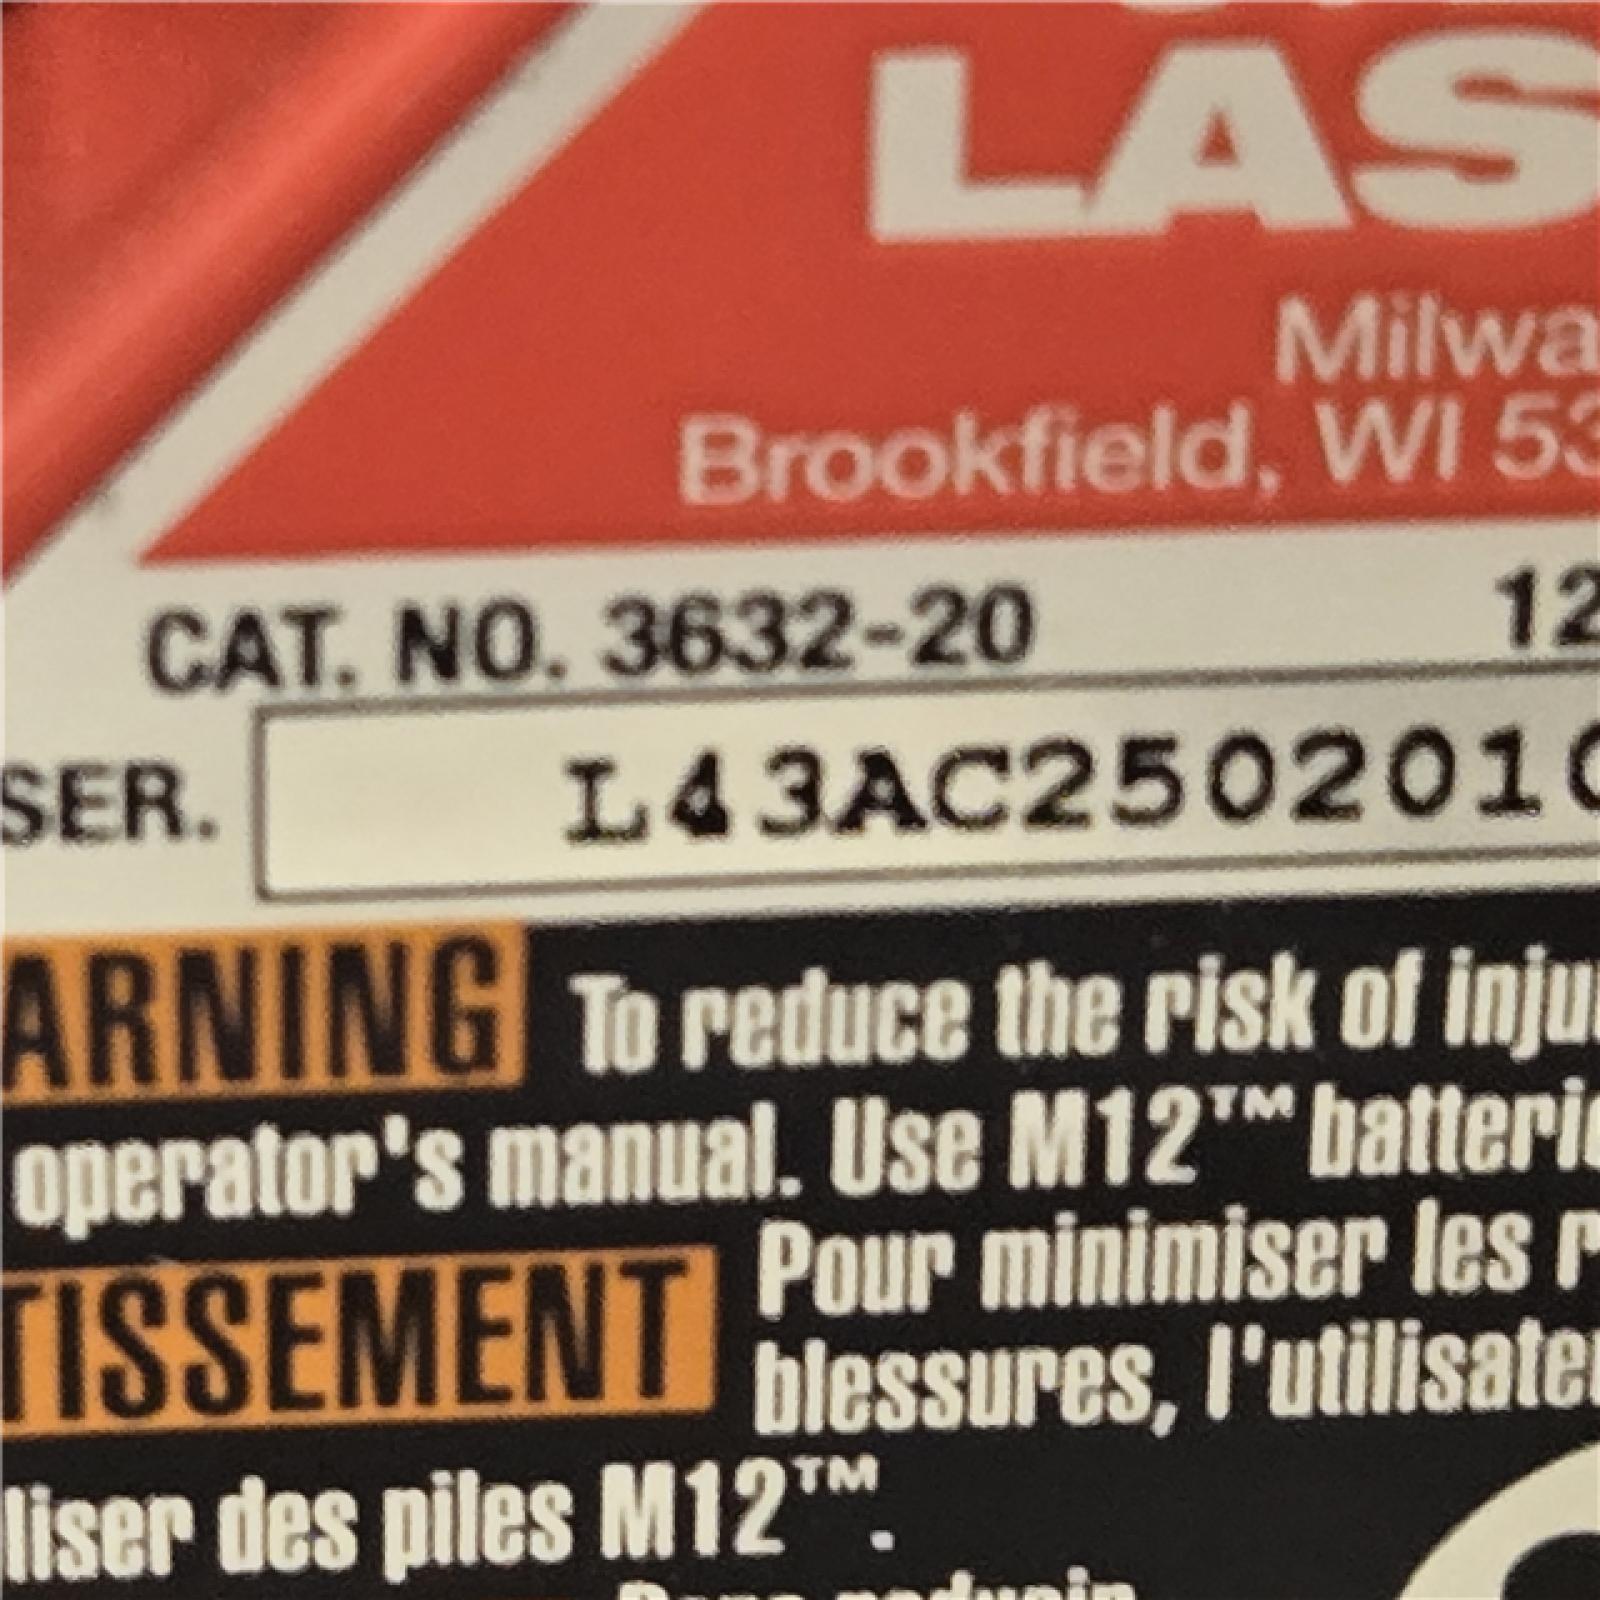 LAS
Milwa
Brookfield, WI 53
CAT. NO. 3632-20 12
SER. L43AC2502010
ARNING To reduce the risk of inju
operator's manual. Use M12™ batterie
TISSEMENT Pour minimiser les r
blessures, l'utilisate
liser des piles M12™.